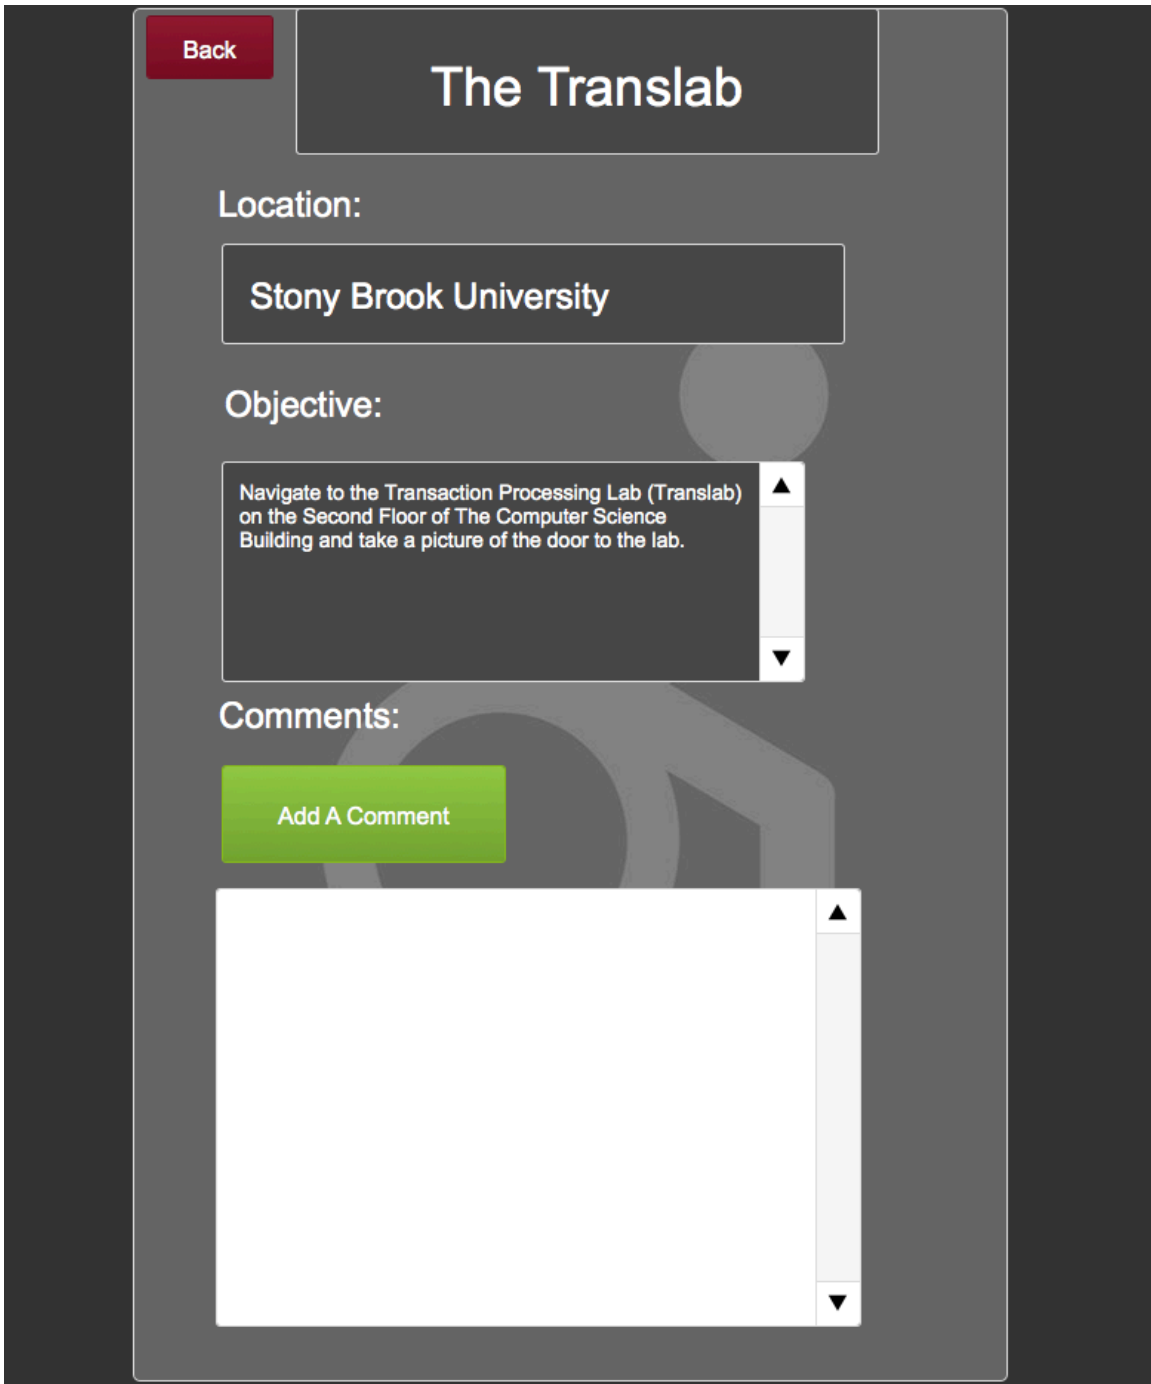 Back
The Translab
Location:
Stony Brook University
Objective:
Navigate to the Transaction Processing Lab (Translab)
on the Second Floor of The Computer Science
Building and take a picture of the door to the lab.
Comments:
Add A Comment